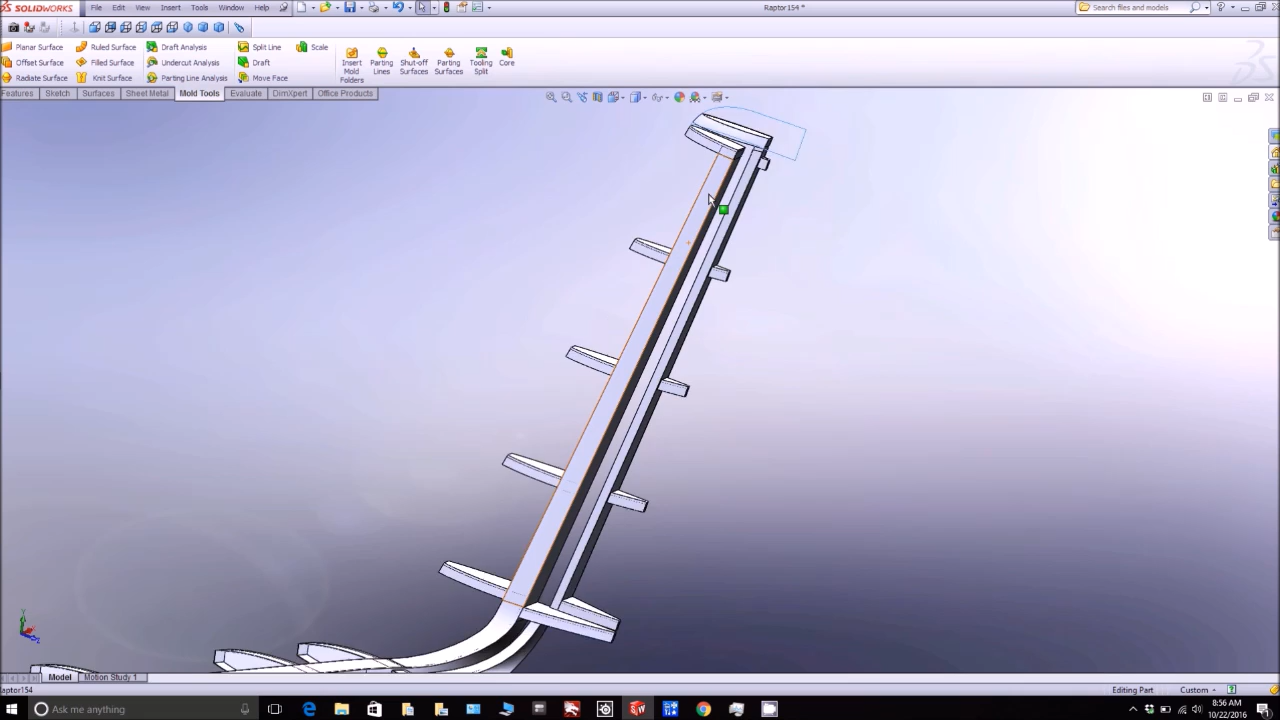 SOLIDWORKS File Edit View Insert Tools Window Help Raptor154 * Search files and models
Planar Surface Ruled Surface Draft Analysis Split Line Scale
Offset Surface Filled Surface Undercut Analysis Draft
Radiate Surface Knit Surface Parting Line Analysis Move Face
Insert Mold Folders Parting Lines Shut-off Surfaces Parting Surfaces Tooling Split Core
Features Sketch Surfaces Sheet Metal Mold Tools Evaluate DimXpert Office Products
Model Motion Study 1
aptor154 Editing Part Custom
Ask me anything 8:56 AM
10/22/2016